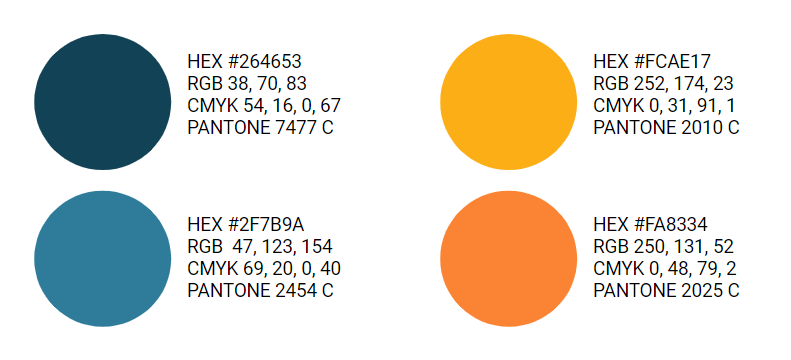 HEX #264653
RGB 38, 70, 83
CMYK 54, 16, 0, 67
PANTONE 7477 C
HEX #FCAE17
RGB 252, 174, 23
CMYK 0, 31, 91, 1
PANTONE 2010 C
HEX #2F7B9A
RGB  47, 123, 154
CMYK 69, 20, 0, 40
PANTONE 2454 C
HEX #FA8334
RGB 250, 131, 52
CMYK 0, 48, 79, 2
PANTONE 2025 C